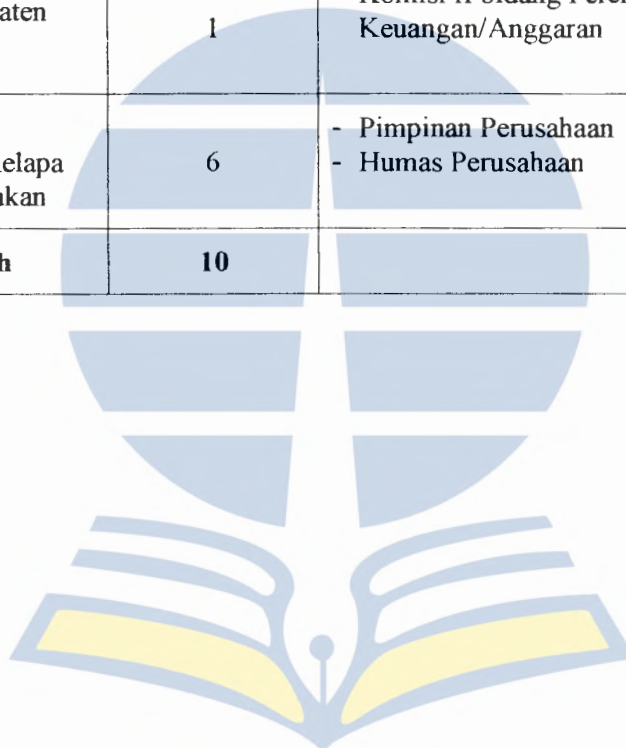 aten
1
Keuangan/Anggaran
- Pimpinan Perusahaan
elapa
6
- Humas Perusahaan
akan
h
10